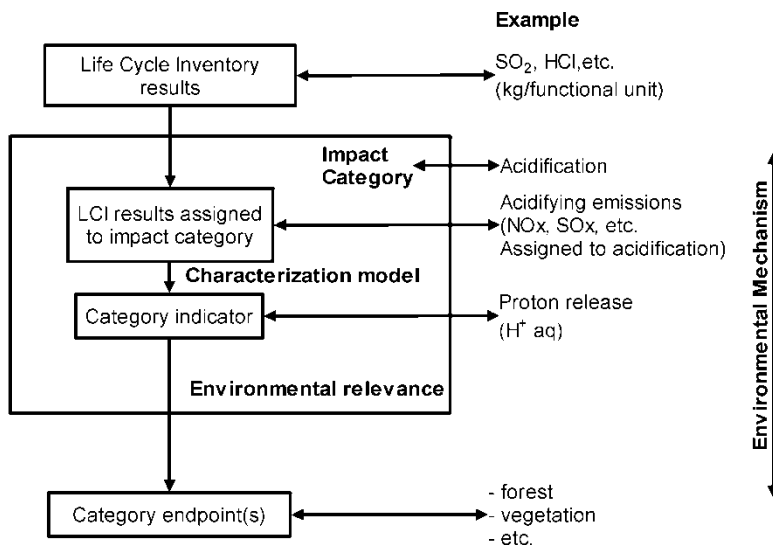 Example
Life Cycle Inventory
results
SO₂, HCl,etc.
(kg/functional unit)
Impact
Category
Acidification
LCI results assigned
to impact category
Acidifying emissions
(NOx, SOx, etc.
Assigned to acidification)
Characterization model
Category indicator
Proton release
(H⁺ aq)
Environmental relevance
Category endpoint(s)
- forest
- vegetation
- etc.
Environmental Mechanism